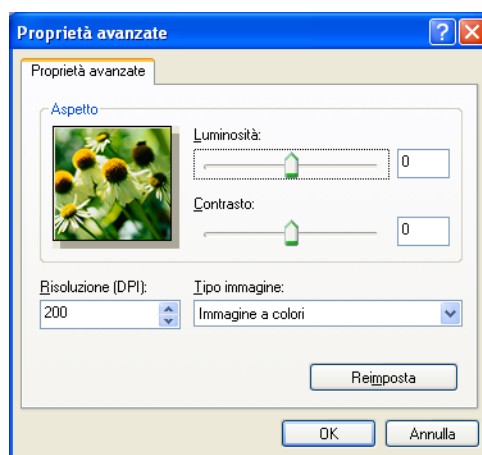 Proprietà avanzate
Proprietà avanzate
Aspetto
Luminosità:
0
Contrasto:
0
Risoluzione (DPI):
200
Tipo immagine:
Immagine a colori
Reimposta
OK
Annulla